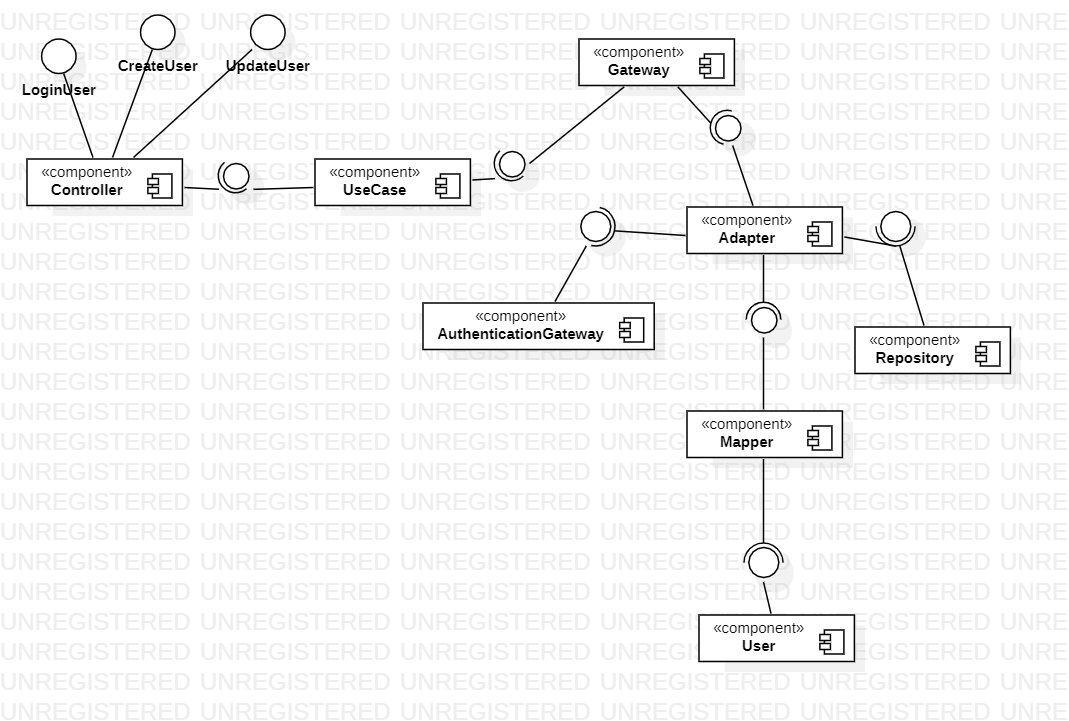 LoginUser
CreateUser
UpdateUser
«component»
Gateway
«component»
Controller
«component»
UseCase
«component»
Adapter
«component»
AuthenticationGateway
«component»
Repository
«component»
Mapper
«component»
User
UNREGISTERED UNREGISTERED UNREGISTERED UNREGISTERED UNREGISTERED UNRE